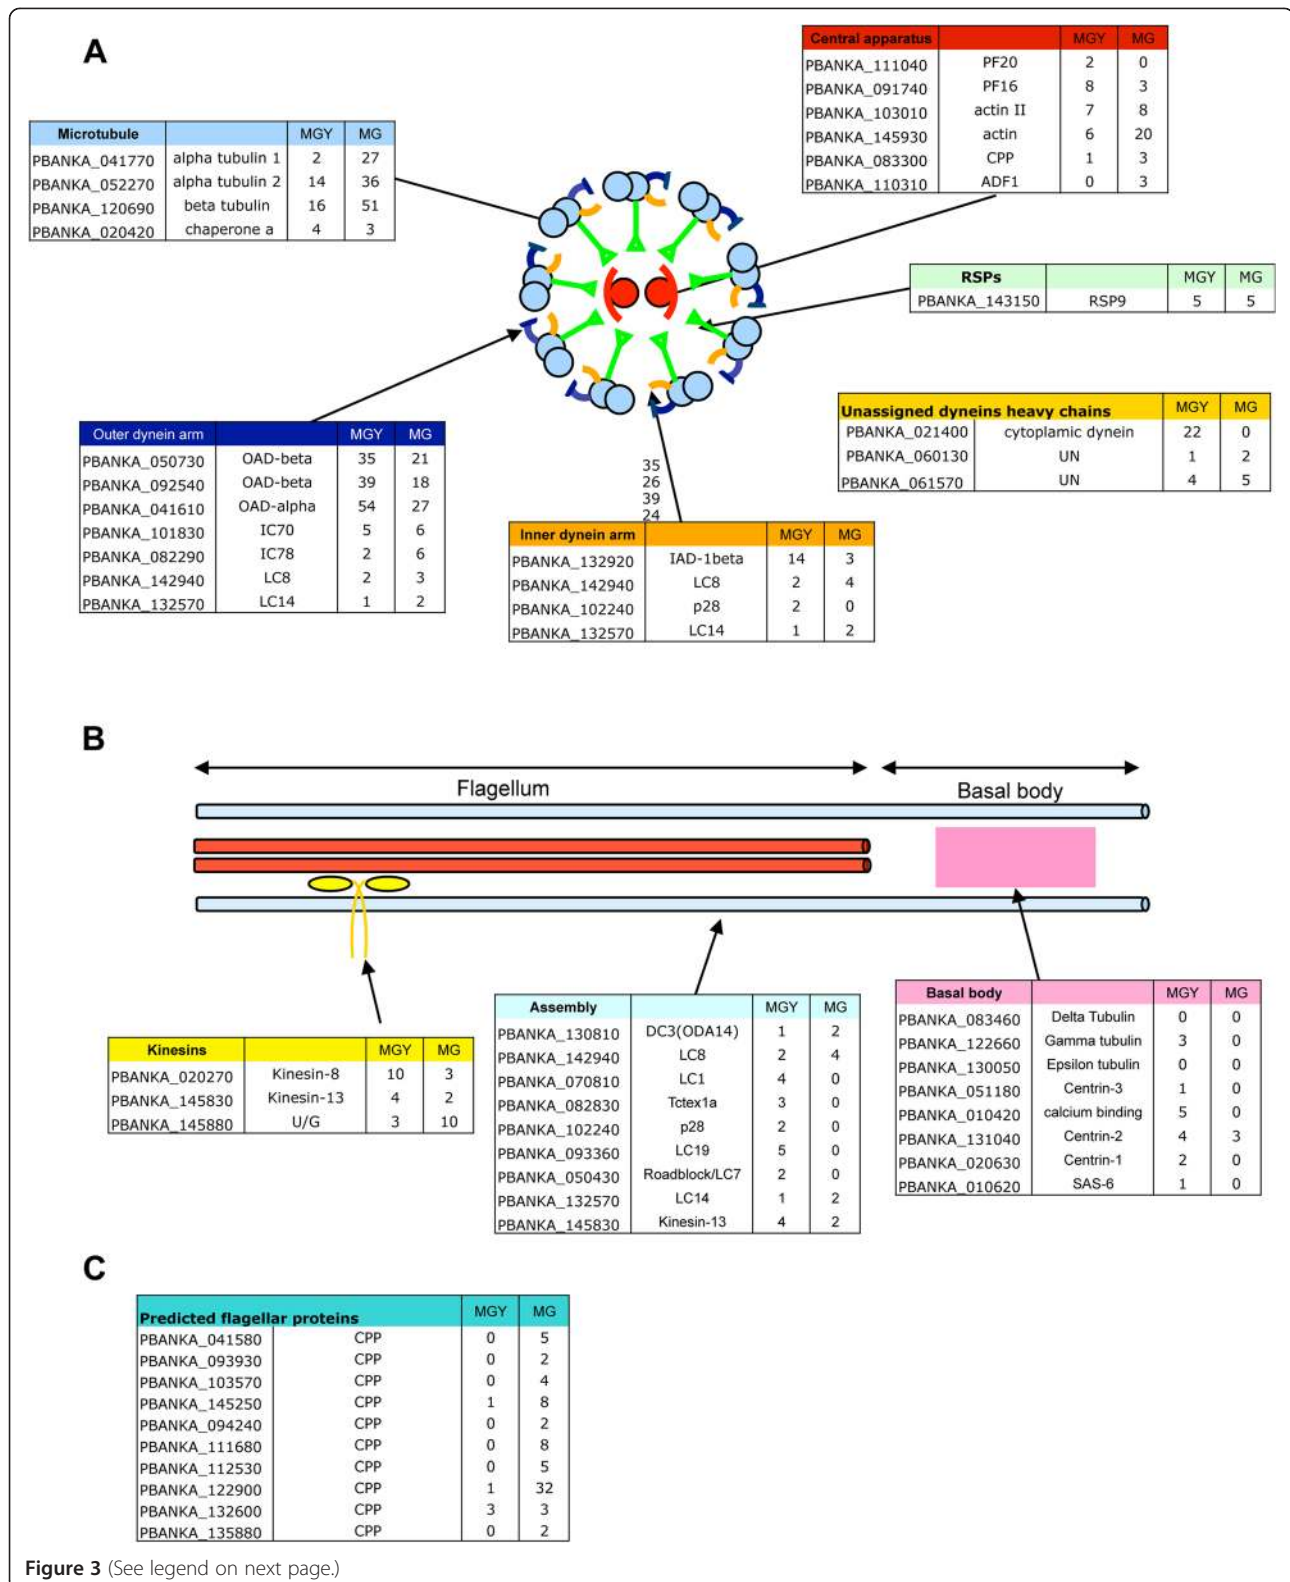 A
Central apparatus MGY MG
PBANKA_111040 PF20 2 0
PBANKA_091740 PF16 8 3
PBANKA_103010 actin II 7 8
PBANKA_145930 actin 6 20
PBANKA_083300 CPP 1 3
PBANKA_110310 ADF1 0 3
Microtubule MGY MG
PBANKA_041770 alpha tubulin 1 2 27
PBANKA_052270 alpha tubulin 2 14 36
PBANKA_120690 beta tubulin 16 51
PBANKA_020420 chaperone a 4 3
RSPs MGY MG
PBANKA_143150 RSP9 5 5
Unassigned dyneins heavy chains MGY MG
PBANKA_021400 cytoplamic dynein 22 0
PBANKA_060130 UN 1 2
PBANKA_061570 UN 4 5
Outer dynein arm MGY MG
PBANKA_050730 OAD-beta 35 21
PBANKA_092540 OAD-beta 39 18
PBANKA_041610 OAD-alpha 54 27
PBANKA_101830 IC70 5 6
PBANKA_082290 IC78 2 6
PBANKA_142940 LC8 2 3
PBANKA_132570 LC14 1 2
35
26
39
24
Inner dynein arm MGY MG
PBANKA_132920 IAD-1beta 14 3
PBANKA_142940 LC8 2 4
PBANKA_102240 p28 2 0
PBANKA_132570 LC14 1 2
B
Flagellum Basal body
Kinesins MGY MG
PBANKA_020270 Kinesin-8 10 3
PBANKA_145830 Kinesin-13 4 2
PBANKA_145880 U/G 3 10
Assembly MGY MG
PBANKA_130810 DC3(ODA14) 1 2
PBANKA_142940 LC8 2 4
PBANKA_070810 LC1 4 0
PBANKA_082830 Tctex1a 3 0
PBANKA_102240 p28 2 0
PBANKA_093360 LC19 5 0
PBANKA_050430 Roadblock/LC7 2 0
PBANKA_132570 LC14 1 2
PBANKA_145830 Kinesin-13 4 2
Basal body MGY MG
PBANKA_083460 Delta Tubulin 0 0
PBANKA_122660 Gamma tubulin 3 0
PBANKA_130050 Epsilon tubulin 0 0
PBANKA_051180 Centrin-3 1 0
PBANKA_010420 calcium binding 5 0
PBANKA_131040 Centrin-2 4 3
PBANKA_020630 Centrin-1 2 0
PBANKA_010620 SAS-6 1 0
C
Predicted flagellar proteins MGY MG
PBANKA_041580 CPP 0 5
PBANKA_093930 CPP 0 2
PBANKA_103570 CPP 0 4
PBANKA_145250 CPP 1 8
PBANKA_094240 CPP 0 2
PBANKA_111680 CPP 0 8
PBANKA_112530 CPP 0 5
PBANKA_122900 CPP 1 32
PBANKA_132600 CPP 3 3
PBANKA_135880 CPP 0 2
Figure 3 (See legend on next page.)